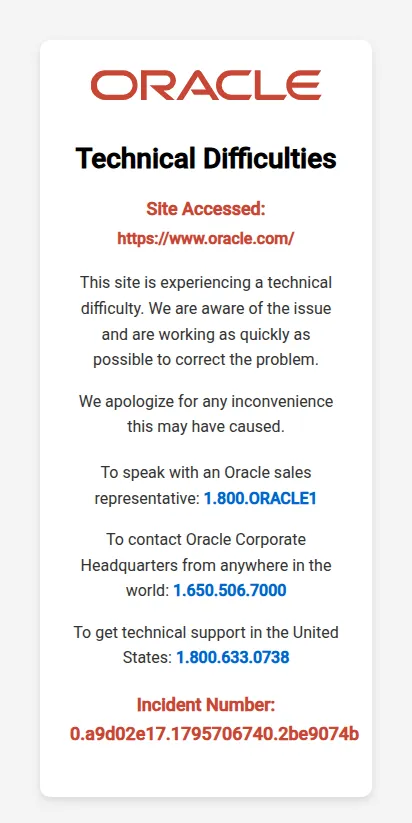 ORACLE
Technical Difficulties
Site Accessed:
https://www.oracle.com/
This site is experiencing a technical
difficulty. We are aware of the issue
and are working as quickly as
possible to correct the problem.
We apologize for any inconvenience
this may have caused.
To speak with an Oracle sales
representative: 1.800.ORACLE1
To contact Oracle Corporate
Headquarters from anywhere in the
world: 1.650.506.7000
To get technical support in the United
States: 1.800.633.0738
Incident Number:
0.a9d02e17.1795706740.2be9074b